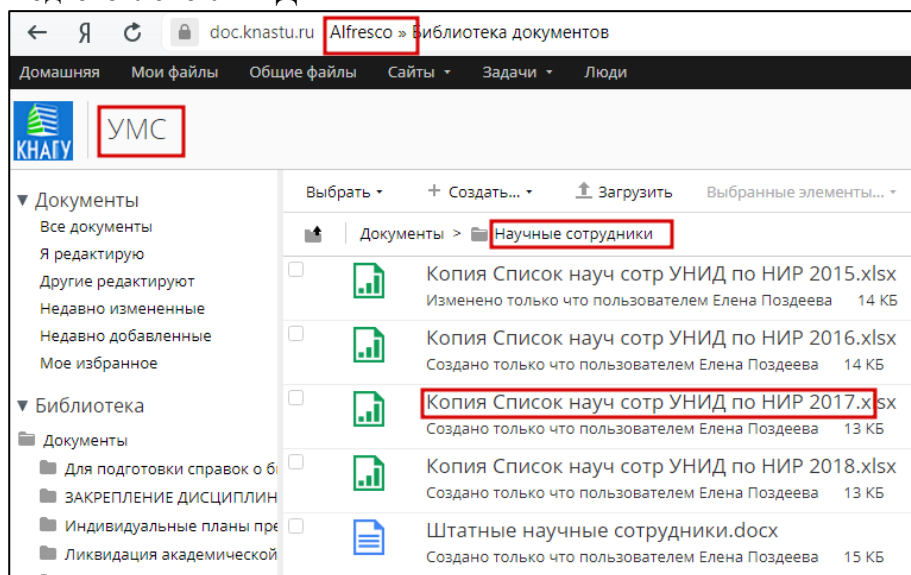 ← Я doc.knastu.ru Alfresco » Библиотека документов
Домашняя Мои файлы Общие файлы Сайты Задачи Люди
КНАГУ УМС
Выбрать + Создать... Загрузить Выбранные элементы...
Документы > Научные сотрудники
Документы
Все документы
Я редактирую
Другие редактируют
Недавно измененные
Недавно добавленные
Мое избранное
Библиотека
Документы
Для подготовки справок о
ЗАКРЕПЛЕНИЕ ДИСЦИПЛИН
Индивидуальные планы пре
Ликвидация академической
Копия Список науч сотр УНИД по НИР 2015.xlsx
Изменено только что пользователем Елена Поздеева 14 КБ
Копия Список науч сотр УНИД по НИР 2016.xlsx
Создано только что пользователем Елена Поздеева 14 КБ
Копия Список науч сотр УНИД по НИР 2017.xlsx
Создано только что пользователем Елена Поздеева 13 КБ
Копия Список науч сотр УНИД по НИР 2018.xlsx
Создано только что пользователем Елена Поздеева 13 КБ
Штатные научные сотрудники.docx
Создано только что пользователем Елена Поздеева 15 КБ